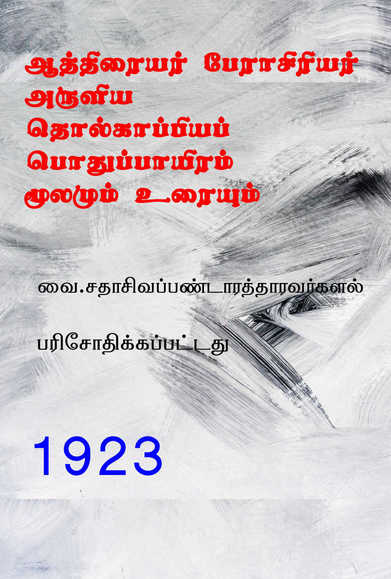 ஆத்திரையர் பேராசிரியர்
அருளிய
தொல்காப்பியப்
பொதுப்பாயிரம்
மூலமும் உரையும்
வை.சதாசிவப்பண்டாரத்தாரவர்களல்
பரிசோதிக்கப்பட்டது
1923